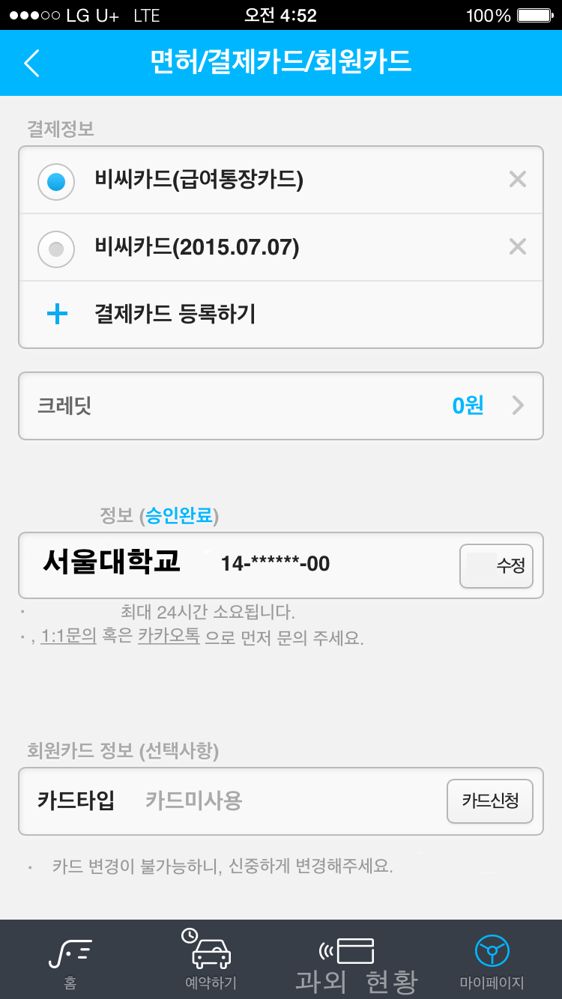 LG U+ LTE 오전 4:52 100%
면허/결제카드/회원카드
결제정보
비씨카드(급여통장카드)
비씨카드(2015.07.07)
결제카드 등록하기
크레딧 0원
정보 (승인완료)
서울대학교 14-******-00 수정
· 최대 24시간 소요됩니다.
· , 1:1문의 혹은 카카오톡 으로 먼저 문의 주세요.
회원카드 정보 (선택사항)
카드타입 카드미사용 카드신청
· 카드 변경이 불가능하니, 신중하게 변경해주세요.
홈 예약하기 과외 현황 마이페이지